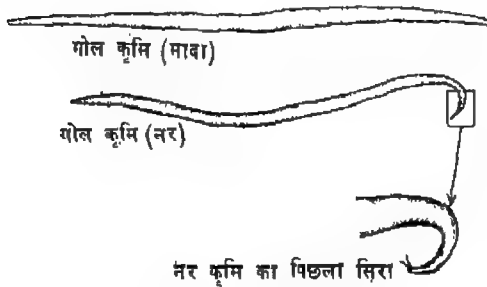 गोल कृमि (मादा)
गोल कृमि (नर)
नर कृमि का पिछला सिरा